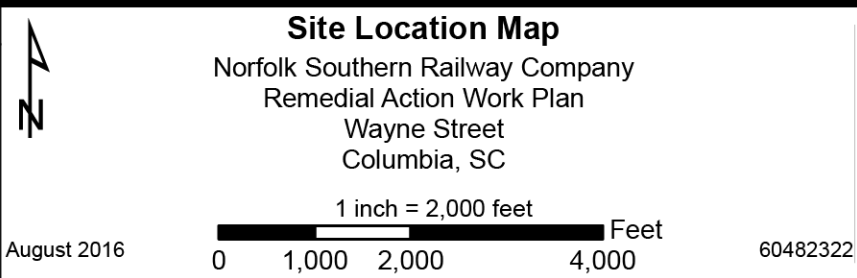 Site Location Map
Norfolk Southern Railway Company
Remedial Action Work Plan
Wayne Street
Columbia, SC
N
1 inch = 2,000 feet
Feet
0 1,000 2,000 4,000
August 2016
60482322